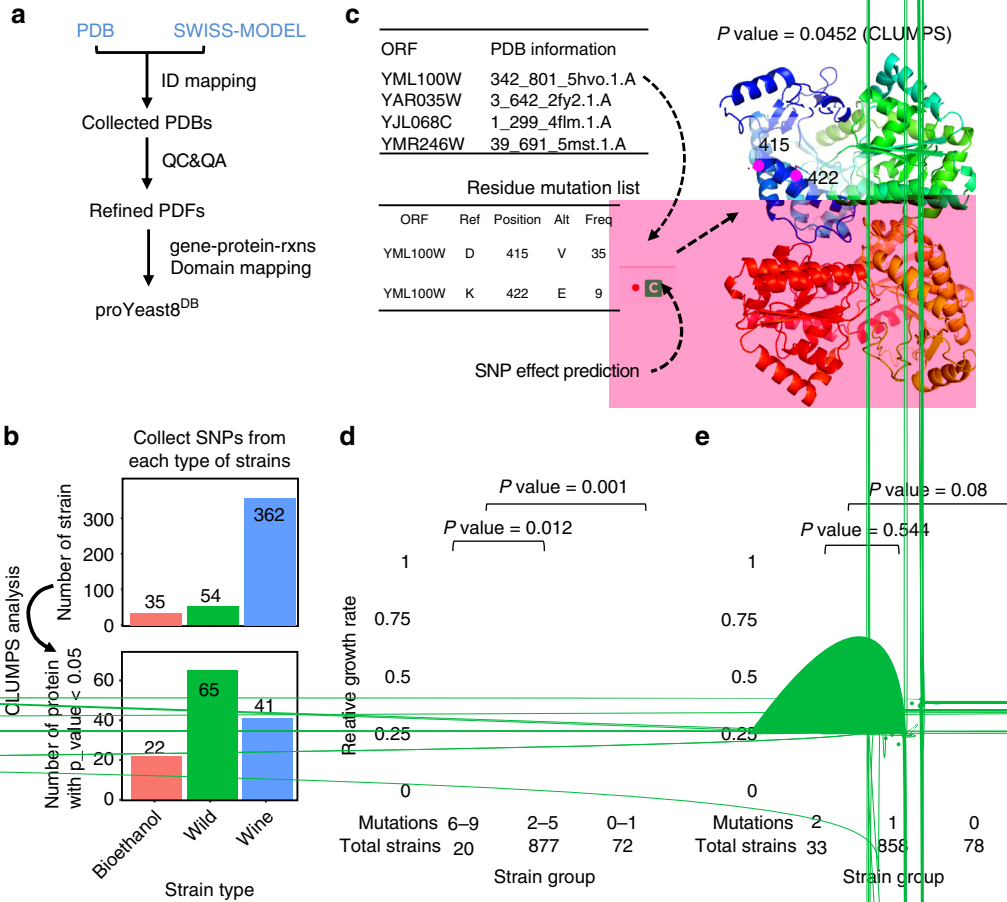 a
PDB SWISS-MODEL
ID mapping
Collected PDBs
QC&QA
Refined PDFs
gene-protein-rxns
Domain mapping
proYeast8DB
c
ORF PDB information
YML100W 342_801_5hvo.1.A
YAR035W 3_642_2fy2.1.A
YJL068C 1_299_4flm.1.A
YMR246W 39_691_5mst.1.A
Residue mutation list
ORF Ref Position Alt Freq
YML100W D 415 V 35
YML100W K 422 E 9
C
SNP effect prediction
P value = 0.0452 (CLUMPS)
415
422
b
Collect SNPs from
each type of strains
Number of strain
300
200
100
0
35 54 362
CLUMPS analysis
Number of protein
with p_value < 0.05
60
40
20
0
22 65 41
Bioethanol Wild Wine
Strain type
d
P value = 0.001
P value = 0.012
Relative growth rate
1
0.75
0.5
0.25
0
Mutations 6–9 2–5 0–1
Total strains 20 877 72
Strain group
e
P value = 0.08
P value = 0.544
1
0.75
0.5
0.25
0
Mutations 2 1 0
Total strains 33 858 78
Strain group